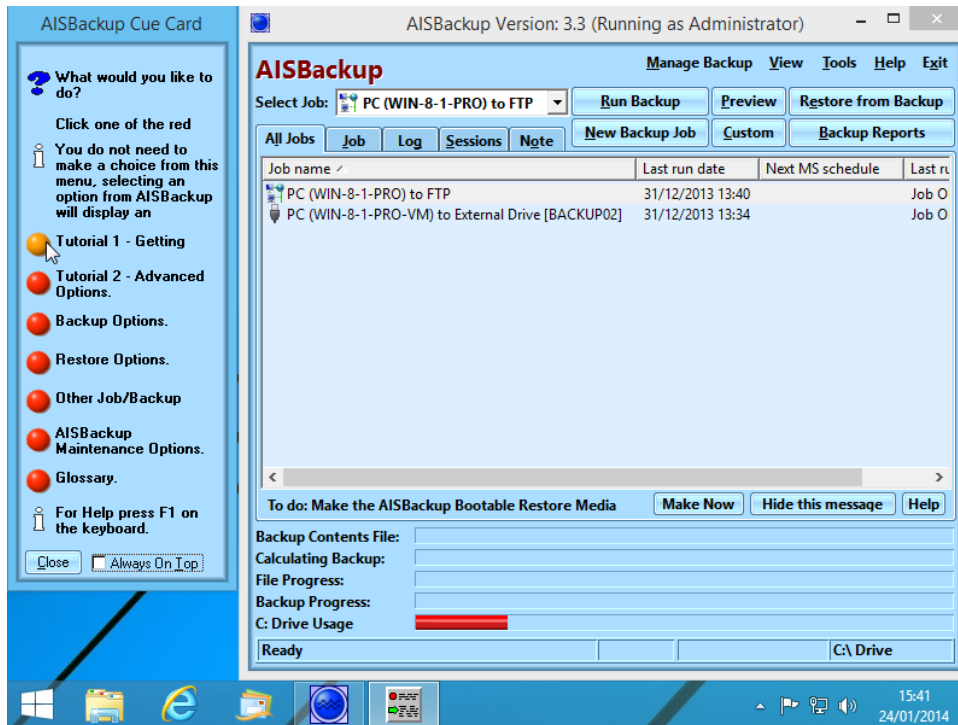 AISBackup Cue Card
What would you like to
do?
Click one of the red
You do not need to
make a choice from this
menu, selecting an
option from AISBackup
will display an
Tutorial 1 - Getting
Tutorial 2 - Advanced
Options.
Backup Options.
Restore Options.
Other Job/Backup
AISBackup
Maintenance Options.
Glossary.
For Help press F1 on
the keyboard.
Close
Always On Top
AISBackup Version: 3.3 (Running as Administrator)
AISBackup
Manage Backup View Tools Help Exit
Select Job: PC (WIN-8-1-PRO) to FTP
Run Backup Preview Restore from Backup
All Jobs Job Log Sessions Note
New Backup Job Custom Backup Reports
Job name Last run date Next MS schedule Last ru
PC (WIN-8-1-PRO) to FTP 31/12/2013 13:40 Job O
PC (WIN-8-1-PRO-VM) to External Drive [BACKUP02] 31/12/2013 13:34 Job O
To do: Make the AISBackup Bootable Restore Media Make Now Hide this message Help
Backup Contents File:
Calculating Backup:
File Progress:
Backup Progress:
C: Drive Usage
Ready C:\ Drive
15:41
24/01/2014